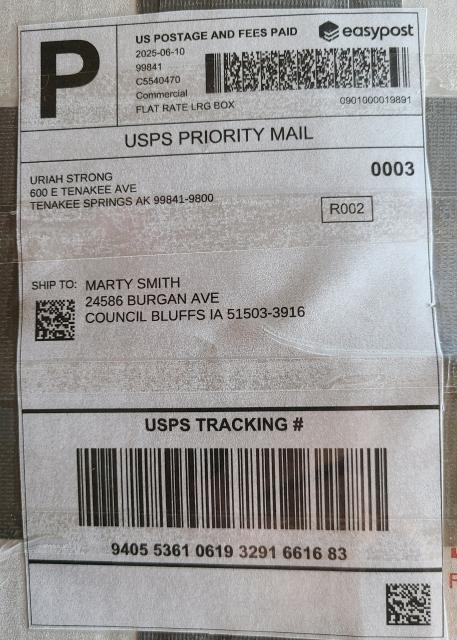 P
US POSTAGE AND FEES PAID
easypost
2025-06-10
99841
C5540470
Commercial
FLAT RATE LRG BOX
0901000019891
USPS PRIORITY MAIL
URIAH STRONG
600 E TENAKEE AVE
TENAKEE SPRINGS AK 99841-9800
0003
R002
SHIP TO:
MARTY SMITH
24586 BURGAN AVE
COUNCIL BLUFFS IA 51503-3916
USPS TRACKING #
9405 5361 0619 3291 6616 83